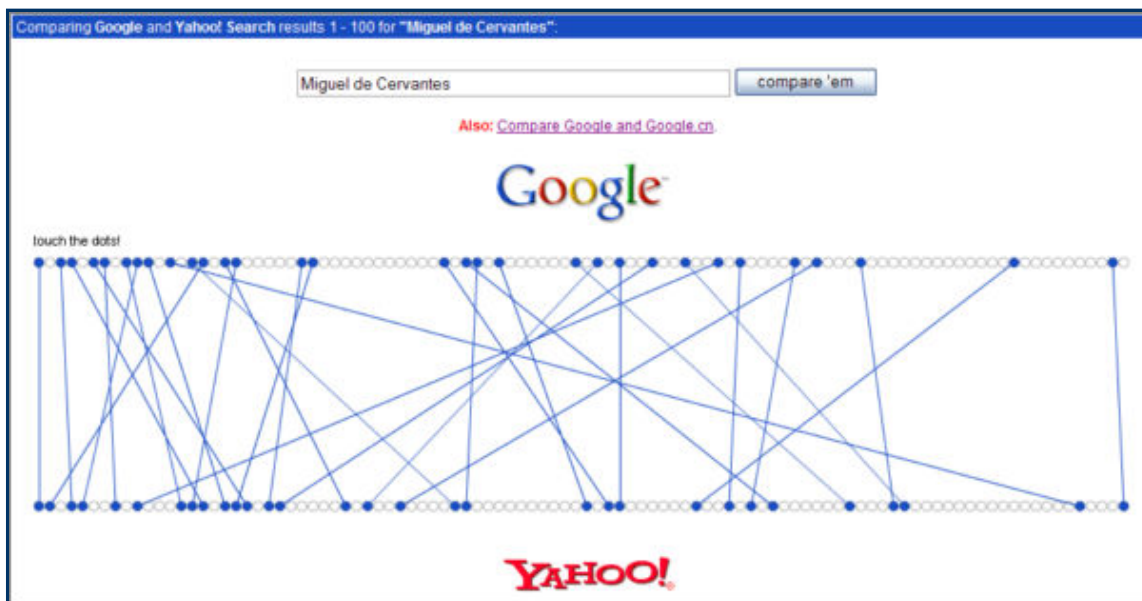 Comparing Google and Yahoo! Search results 1 - 100 for "Miguel de Cervantes":
Miguel de Cervantes compare 'em
Also: Compare Google and Google.cn.
Google™
touch the dots!
YAHOO!®